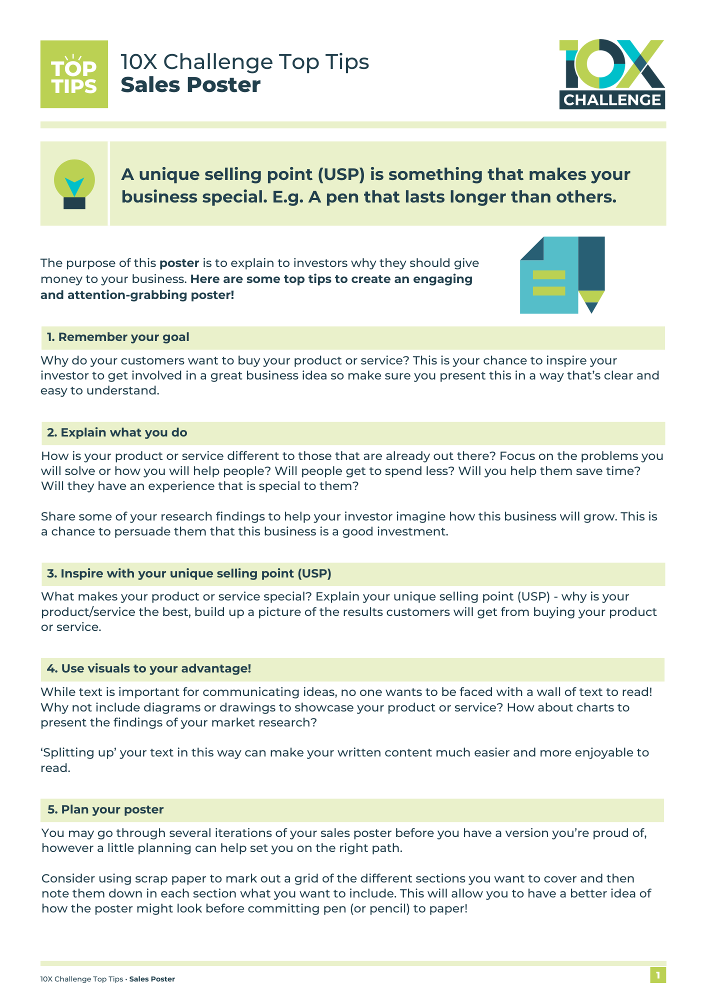 TOP
TIPS
10X Challenge Top Tips
Sales Poster
10X
CHALLENGE
A unique selling point (USP) is something that makes your
business special. E.g. A pen that lasts longer than others.
The purpose of this poster is to explain to investors why they should give
money to your business. Here are some top tips to create an engaging
and attention-grabbing poster!
1. Remember your goal
Why do your customers want to buy your product or service? This is your chance to inspire your
investor to get involved in a great business idea so make sure you present this in a way that’s clear and
easy to understand.
2. Explain what you do
How is your product or service different to those that are already out there? Focus on the problems you
will solve or how you will help people? Will people get to spend less? Will you help them save time?
Will they have an experience that is special to them?
Share some of your research findings to help your investor imagine how this business will grow. This is
a chance to persuade them that this business is a good investment.
3. Inspire with your unique selling point (USP)
What makes your product or service special? Explain your unique selling point (USP) - why is your
product/service the best, build up a picture of the results customers will get from buying your product
or service.
4. Use visuals to your advantage!
While text is important for communicating ideas, no one wants to be faced with a wall of text to read!
Why not include diagrams or drawings to showcase your product or service? How about charts to
present the findings of your market research?
‘Splitting up’ your text in this way can make your written content much easier and more enjoyable to
read.
5. Plan your poster
You may go through several iterations of your sales poster before you have a version you’re proud of,
however a little planning can help set you on the right path.
Consider using scrap paper to mark out a grid of the different sections you want to cover and then
note them down in each section what you want to include. This will allow you to have a better idea of
how the poster might look before committing pen (or pencil) to paper!
10X Challenge Top Tips • Sales Poster
1